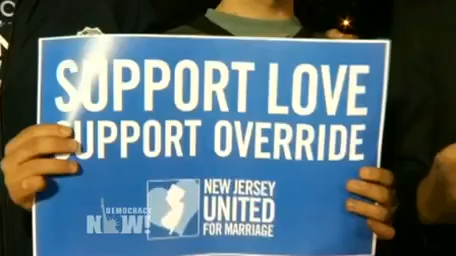 SUPPORT LOVE
SUPPORT OVERRIDE
NEW JERSEY
UNITED
FOR MARRIAGE
DEMOCRACY
NOW!